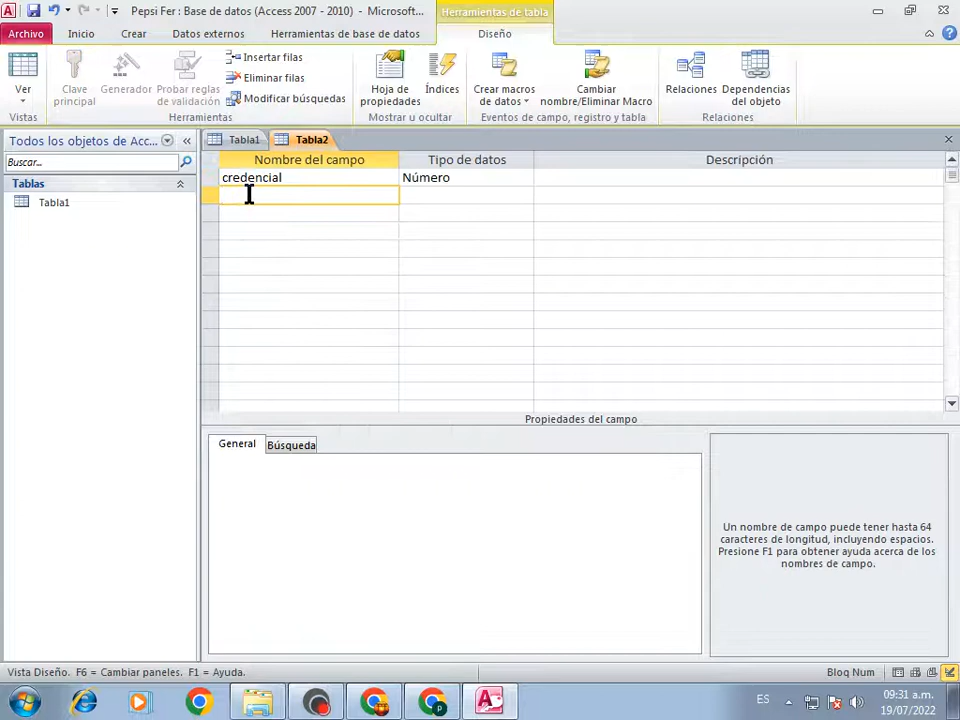 Pepsi Fer : Base de datos (Access 2007 - 2010) - Microsoft...
Herramientas de tabla
Archivo
Inicio
Crear
Datos externos
Herramientas de base de datos
Diseño
Ver
Clave principal
Generador
Probar reglas de validación
Insertar filas
Eliminar filas
Modificar búsquedas
Hoja de propiedades
Índices
Crear macros de datos
Cambiar nombre/Eliminar Macro
Relaciones
Dependencias del objeto
Vistas
Herramientas
Mostrar u ocultar
Eventos de campo, registro y tabla
Relaciones
Todos los objetos de Acc...
Buscar...
Tablas
Tabla1
Tabla1
Tabla2
Nombre del campo
Tipo de datos
Descripción
credencial
Número
Propiedades del campo
General
Búsqueda
Un nombre de campo puede tener hasta 64
caracteres de longitud, incluyendo espacios.
Presione F1 para obtener ayuda acerca de los
nombres de campo.
Vista Diseño. F6 = Cambiar paneles. F1 = Ayuda.
Bloq Num
ES
09:31 a.m.
19/07/2022